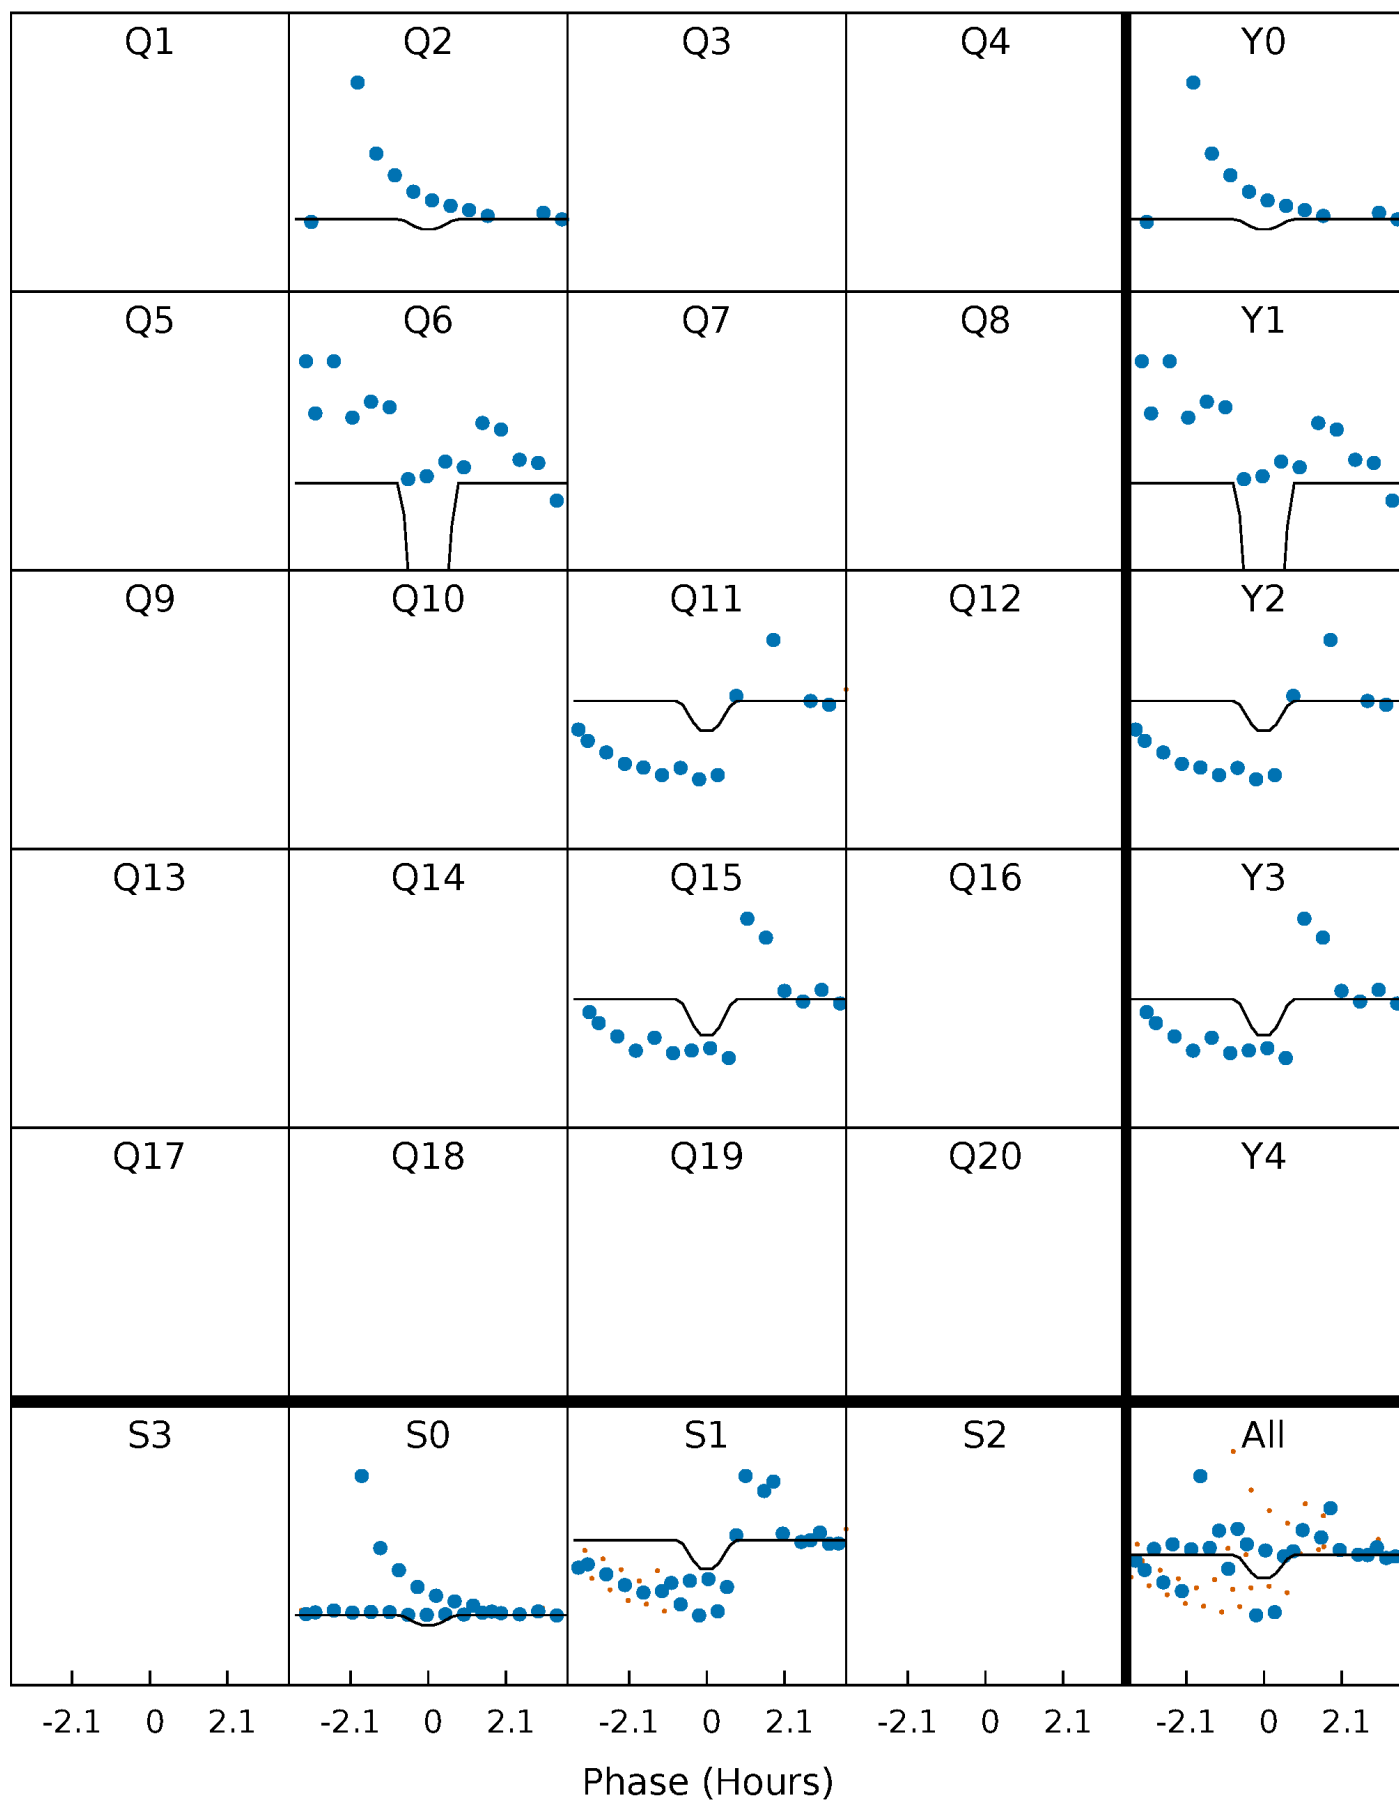 Q1 Q2 Q3 Q4 Y0
Q5 Q6 Q7 Q8 Y1
Q9 Q10 Q11 Q12 Y2
Q13 Q14 Q15 Q16 Y3
Q17 Q18 Q19 Q20 Y4
S3 S0 S1 S2 All
-2.1 0 2.1 -2.1 0 2.1 -2.1 0 2.1 -2.1 0 2.1 -2.1 0 2.1
Phase (Hours)